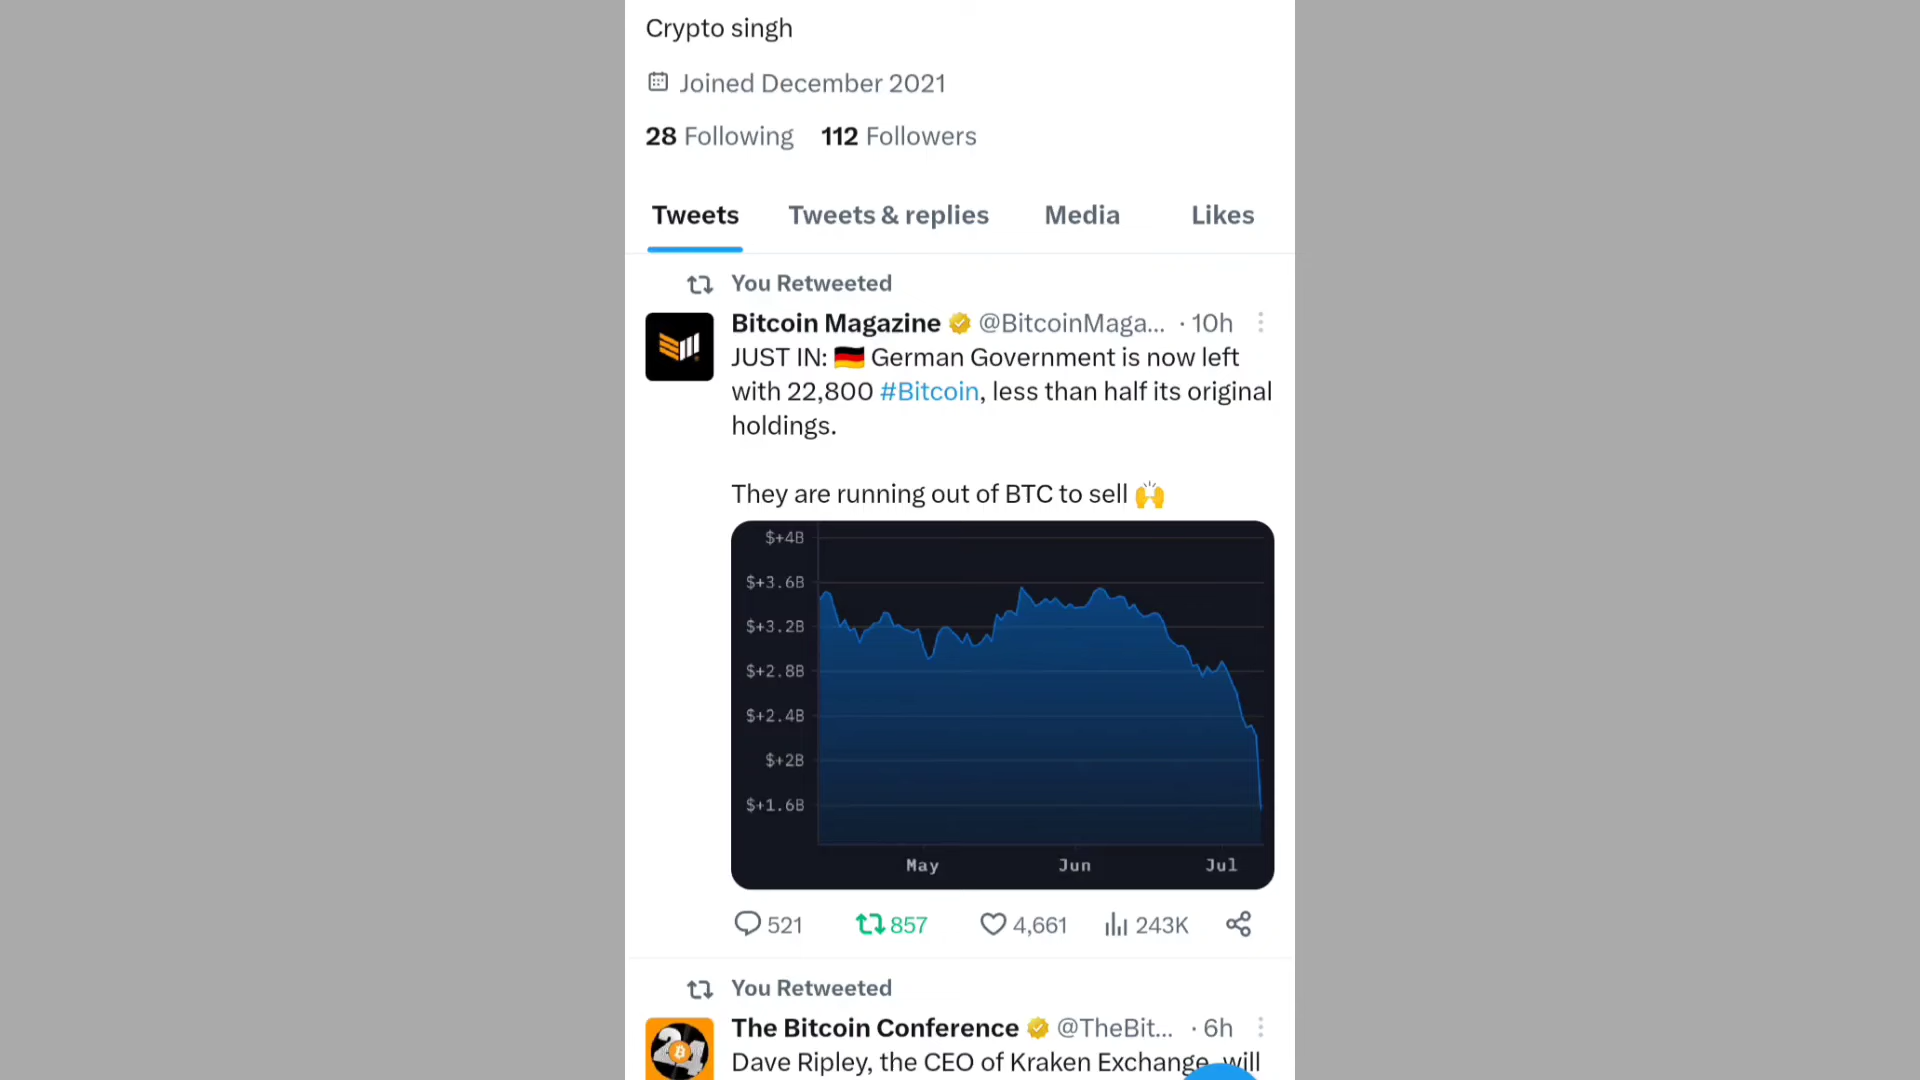 Crypto singh
Joined December 2021
28 Following 112 Followers
Tweets Tweets & replies Media Likes
You Retweeted
Bitcoin Magazine @BitcoinMaga... · 10h
JUST IN: 🇩🇪 German Government is now left
with 22,800 #Bitcoin, less than half its original
holdings.
They are running out of BTC to sell 🙌
$+4B
$+3.6B
$+3.2B
$+2.8B
$+2.4B
$+2B
$+1.6B
May Jun Jul
521 857 4,661 243K
You Retweeted
The Bitcoin Conference @TheBit... · 6h
Dave Ripley, the CEO of Kraken Exchange, will